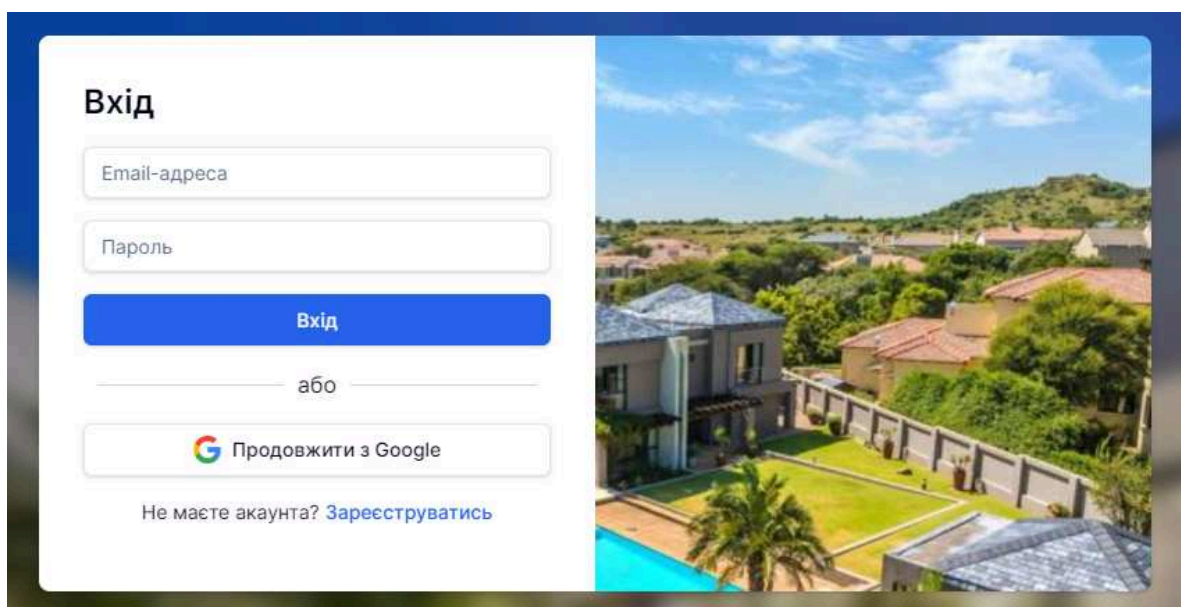 Вхід
Email-адреса
Пароль
Вхід
або
Продовжити з Google
Не маєте акаунта? Зареєструватись